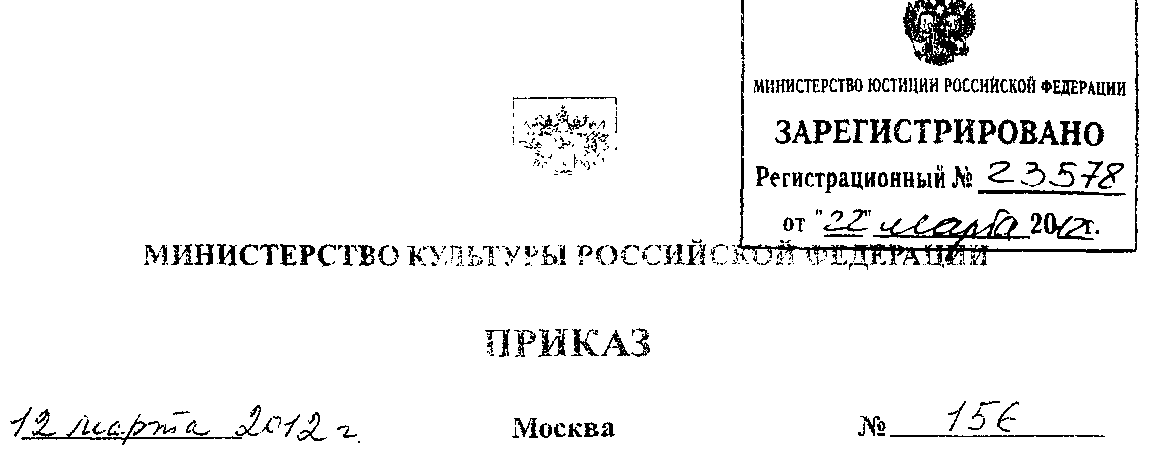 МИНИСТЕРСТВО ЮСТИЦИИ РОССИЙСКОЙ ФЕДЕРАЦИИ
ЗАРЕГИСТРИРОВАНО
Регистрационный № 23578
от "22" марта 2012г.
МИНИСТЕРСТВО КУЛЬТУРЫ РОССИЙСКОЙ ФЕДЕРАЦИИ
ПРИКАЗ
12 марта 2012 г. Москва № 156